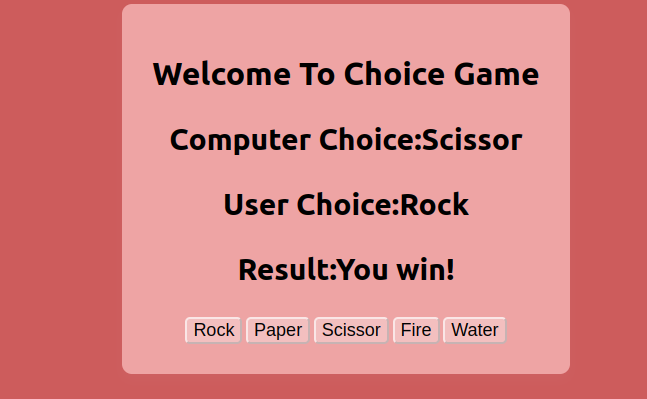 Welcome To Choice Game
Computer Choice:Scissor
User Choice:Rock
Result:You win!
Rock Paper Scissor Fire Water